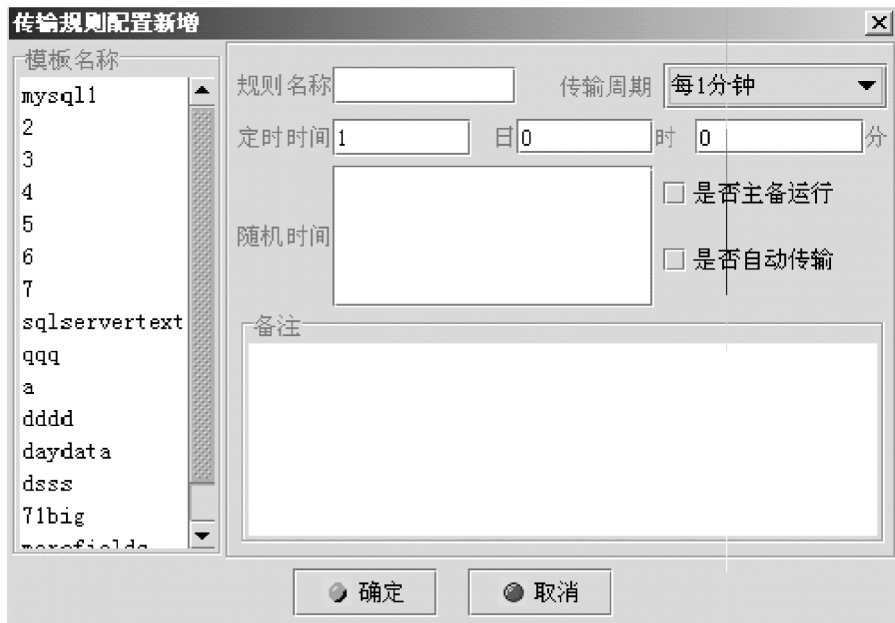 传输规则配置新增
模板名称
mysql1
2
3
4
5
6
7
sqlservertext
qqq
a
dddd
daydata
dsss
71big
规则名称
传输周期 每1分钟
定时时间 1 日 0 时 0 分
随机时间
是否主备运行
是否自动传输
备注
确定 取消